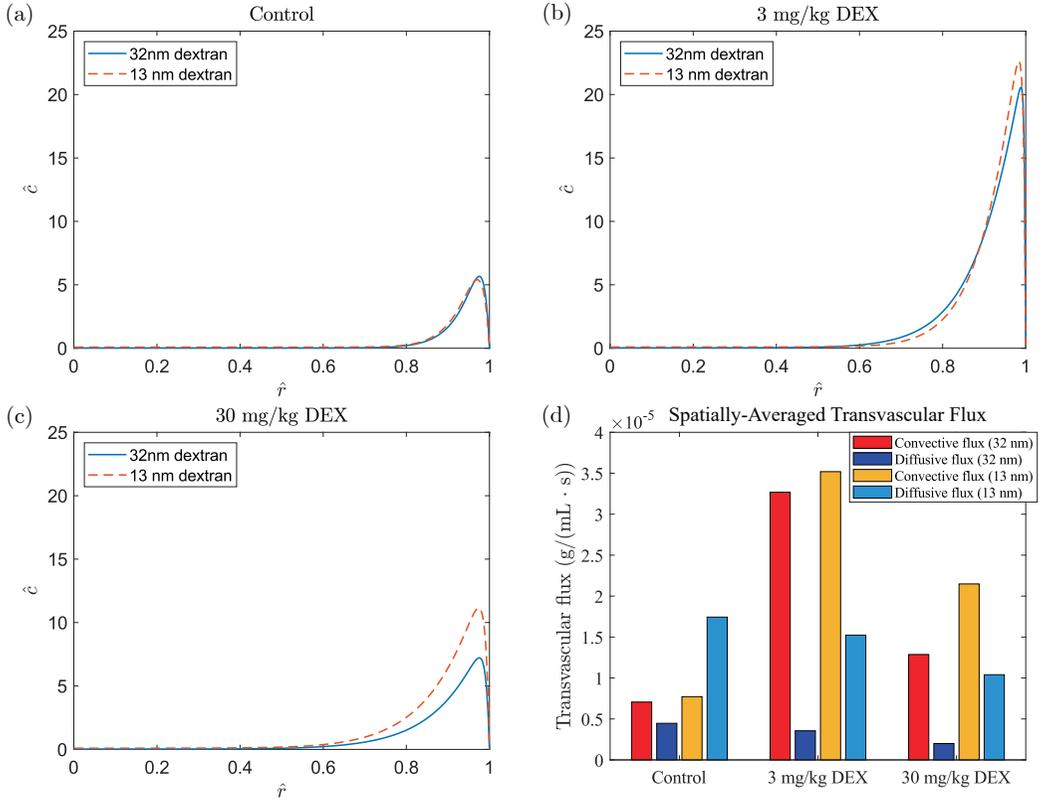 (a)
Control
25
20
15
10
5
0
0 0.2 0.4 0.6 0.8 1
ĉ
r̂
32nm dextran
13 nm dextran
(b)
3 mg/kg DEX
25
20
15
10
5
0
0 0.2 0.4 0.6 0.8 1
ĉ
r̂
32nm dextran
13 nm dextran
(c)
30 mg/kg DEX
25
20
15
10
5
0
0 0.2 0.4 0.6 0.8 1
ĉ
r̂
32nm dextran
13 nm dextran
(d)
Spatially-Averaged Transvascular Flux
×10⁻⁵
4
3.5
3
2.5
2
1.5
1
0.5
0
Transvascular flux (g/(mL · s))
Convective flux (32 nm)
Diffusive flux (32 nm)
Convective flux (13 nm)
Diffusive flux (13 nm)
Control 3 mg/kg DEX 30 mg/kg DEX